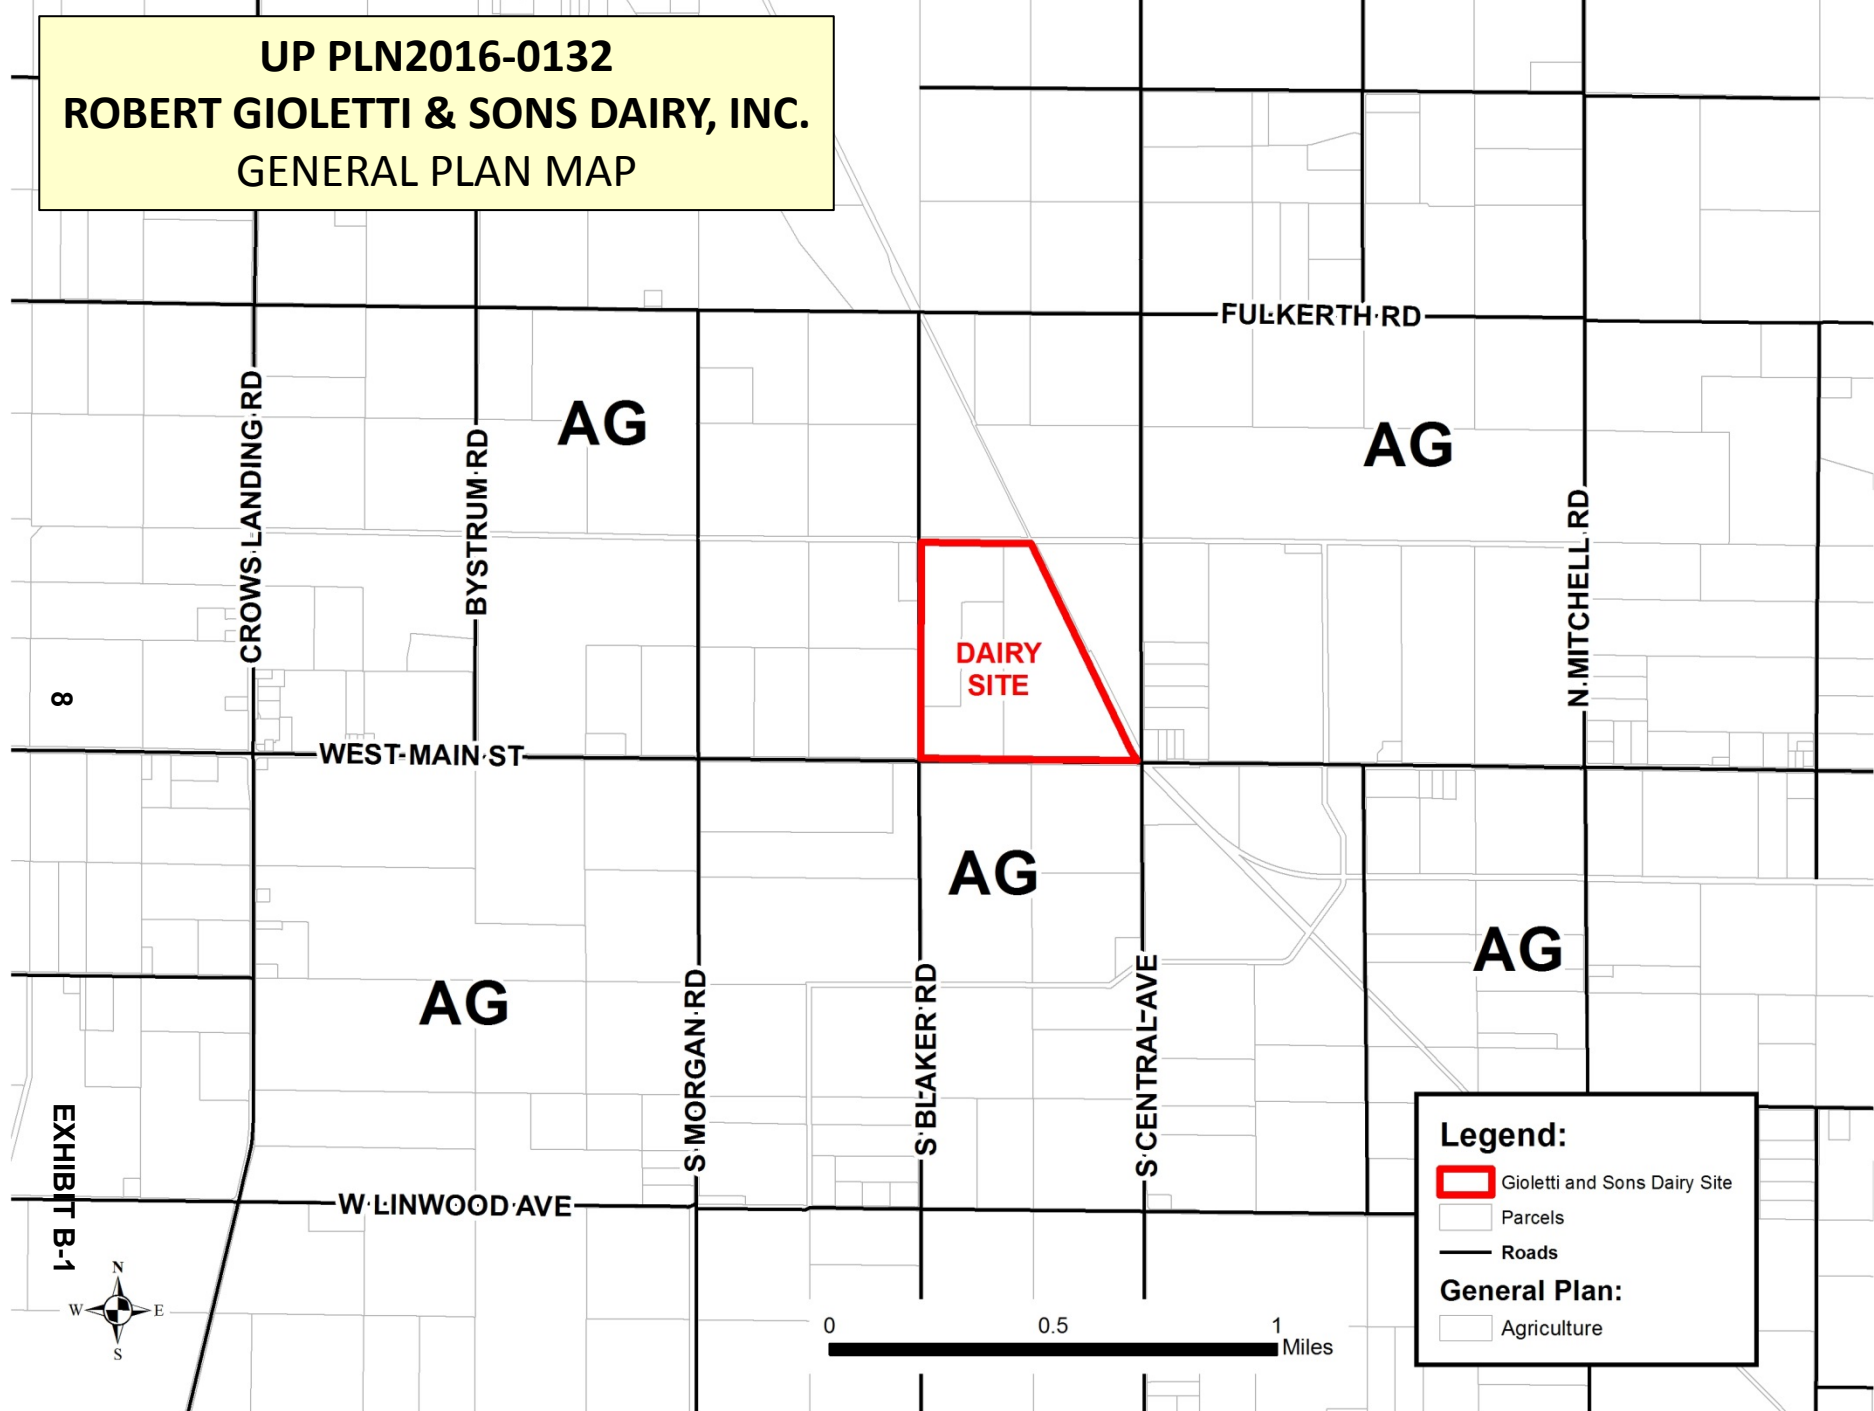 UP PLN2016-0132
ROBERT GIOLETTI & SONS DAIRY, INC.
GENERAL PLAN MAP
FULKERTH RD
CROWS LANDING RD
BYSTRUM RD
AG
AG
N MITCHELL RD
DAIRY
SITE
8
WEST MAIN ST
AG
AG
AG
S MORGAN RD
S BLAKER RD
S CENTRAL AVE
W LINWOOD AVE
EXHIBIT B-1
N
W
E
S
0
0.5
1
Miles
Legend:
Gioletti and Sons Dairy Site
Parcels
Roads
General Plan:
Agriculture